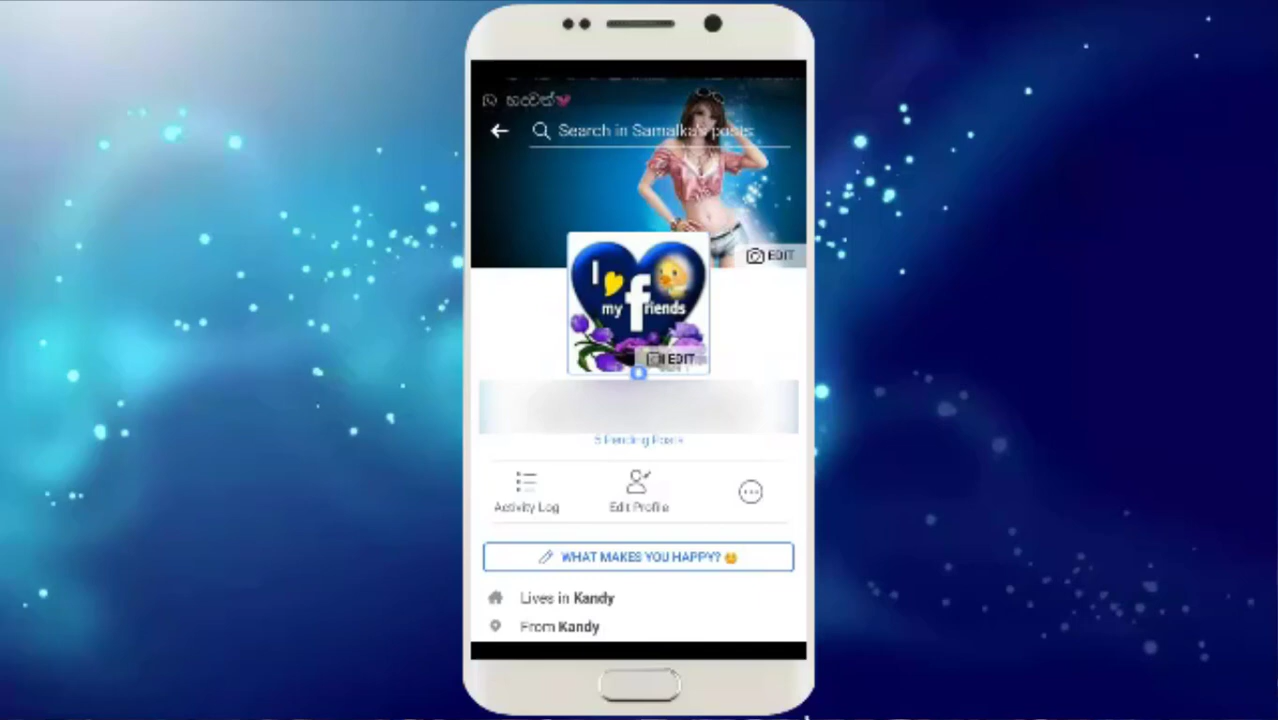 හදවත්
Search in Samalka's posts
EDIT
I
my friends
EDIT
5 Pending Posts
Activity Log
Edit Profile
WHAT MAKES YOU HAPPY?
Lives in Kandy
From Kandy